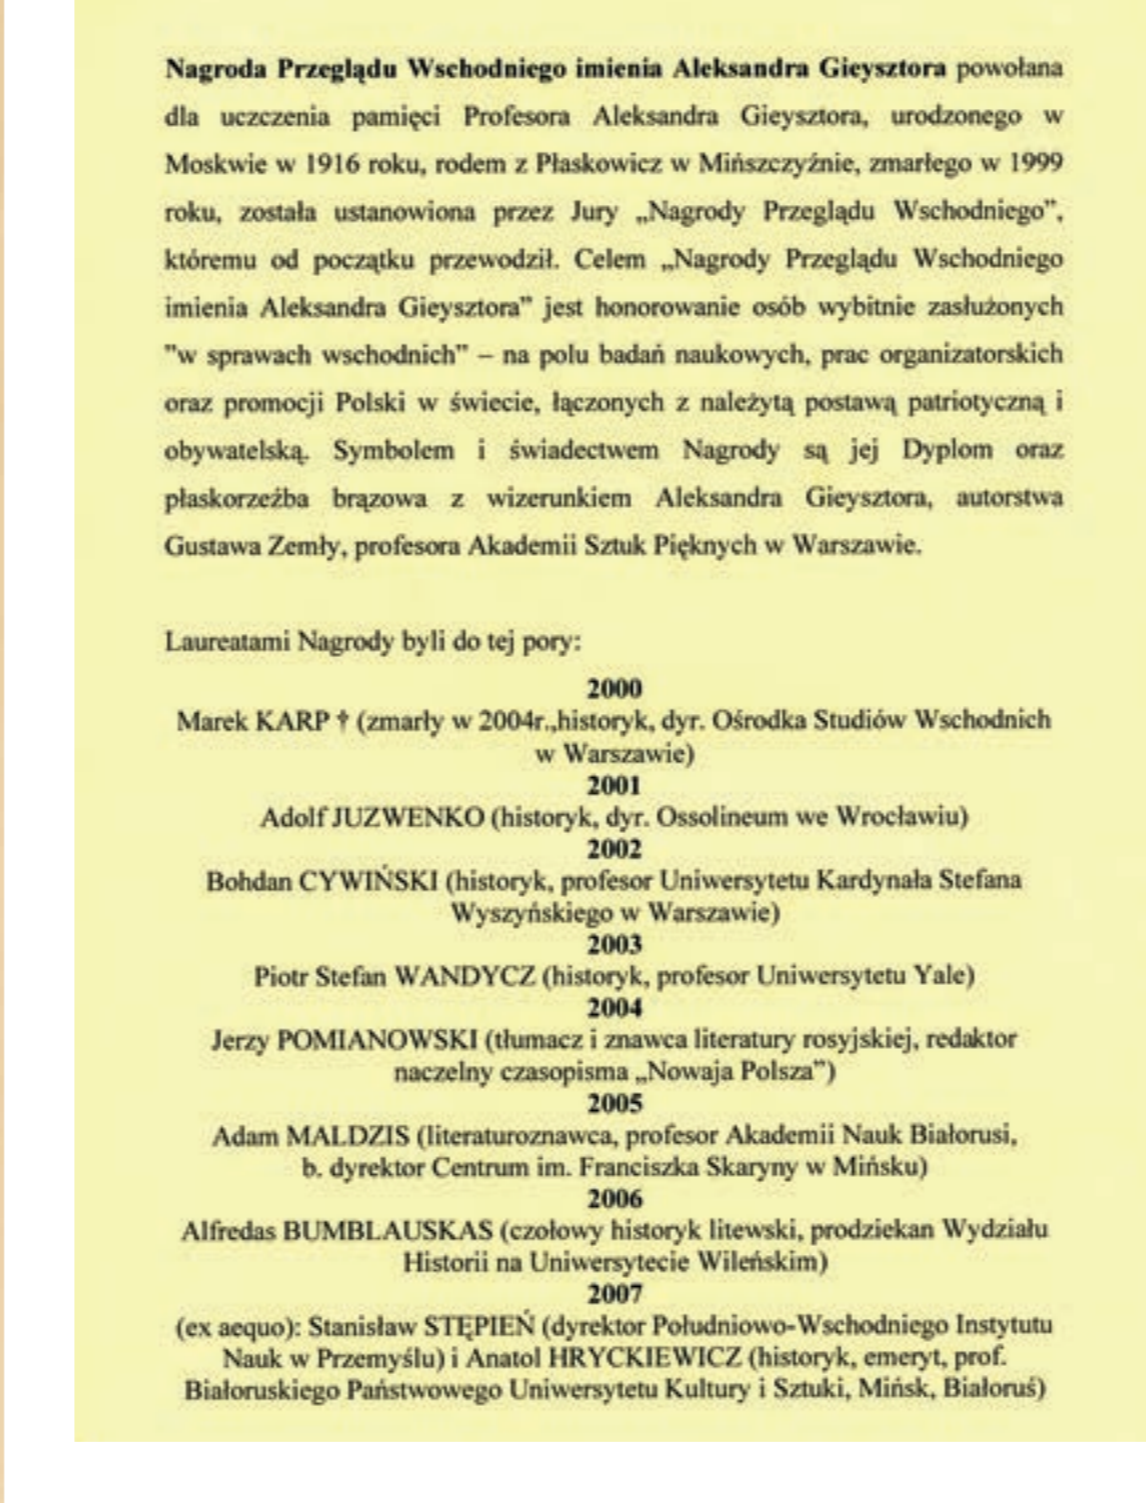 Nagroda Przeglądu Wschodniego imienia Aleksandra Gieysztora powołana
dla uczczenia pamięci Profesora Aleksandra Gieysztora, urodzonego w
Moskwie w 1916 roku, rodem z Płaskowicz w Mińszczyźnie, zmarłego w 1999
roku, została ustanowiona przez Jury „Nagrody Przeglądu Wschodniego”,
któremu od początku przewodził. Celem „Nagrody Przeglądu Wschodniego
imienia Aleksandra Gieysztora” jest honorowanie osób wybitnie zasłużonych
"w sprawach wschodnich” – na polu badań naukowych, prac organizatorskich
oraz promocji Polski w świecie, łączonych z należytą postawą patriotyczną i
obywatelską. Symbolem i świadectwem Nagrody są jej Dyplom oraz
płaskorzeźba brązowa z wizerunkiem Aleksandra Gieysztora, autorstwa
Gustawa Zemły, profesora Akademii Sztuk Pięknych w Warszawie.
Laureatami Nagrody byli do tej pory:
2000
Marek KARP † (zmarły w 2004r.,historyk, dyr. Ośrodka Studiów Wschodnich
w Warszawie)
2001
Adolf JUZWENKO (historyk, dyr. Ossolineum we Wrocławiu)
2002
Bohdan CYWIŃSKI (historyk, profesor Uniwersytetu Kardynała Stefana
Wyszyńskiego w Warszawie)
2003
Piotr Stefan WANDYCZ (historyk, profesor Uniwersytetu Yale)
2004
Jerzy POMIANOWSKI (tłumacz i znawca literatury rosyjskiej, redaktor
naczelny czasopisma „Nowaja Polsza”)
2005
Adam MALDZIS (literaturoznawca, profesor Akademii Nauk Białorusi,
b. dyrektor Centrum im. Franciszka Skaryny w Mińsku)
2006
Alfredas BUMBLAUSKAS (czołowy historyk litewski, prodziekan Wydziału
Historii na Uniwersytecie Wileńskim)
2007
(ex aequo): Stanisław STĘPIEŃ (dyrektor Południowo-Wschodniego Instytutu
Nauk w Przemyślu) i Anatol HRYCKIEWICZ (historyk, emeryt, prof.
Białoruskiego Państwowego Uniwersytetu Kultury i Sztuki, Mińsk, Białoruś)